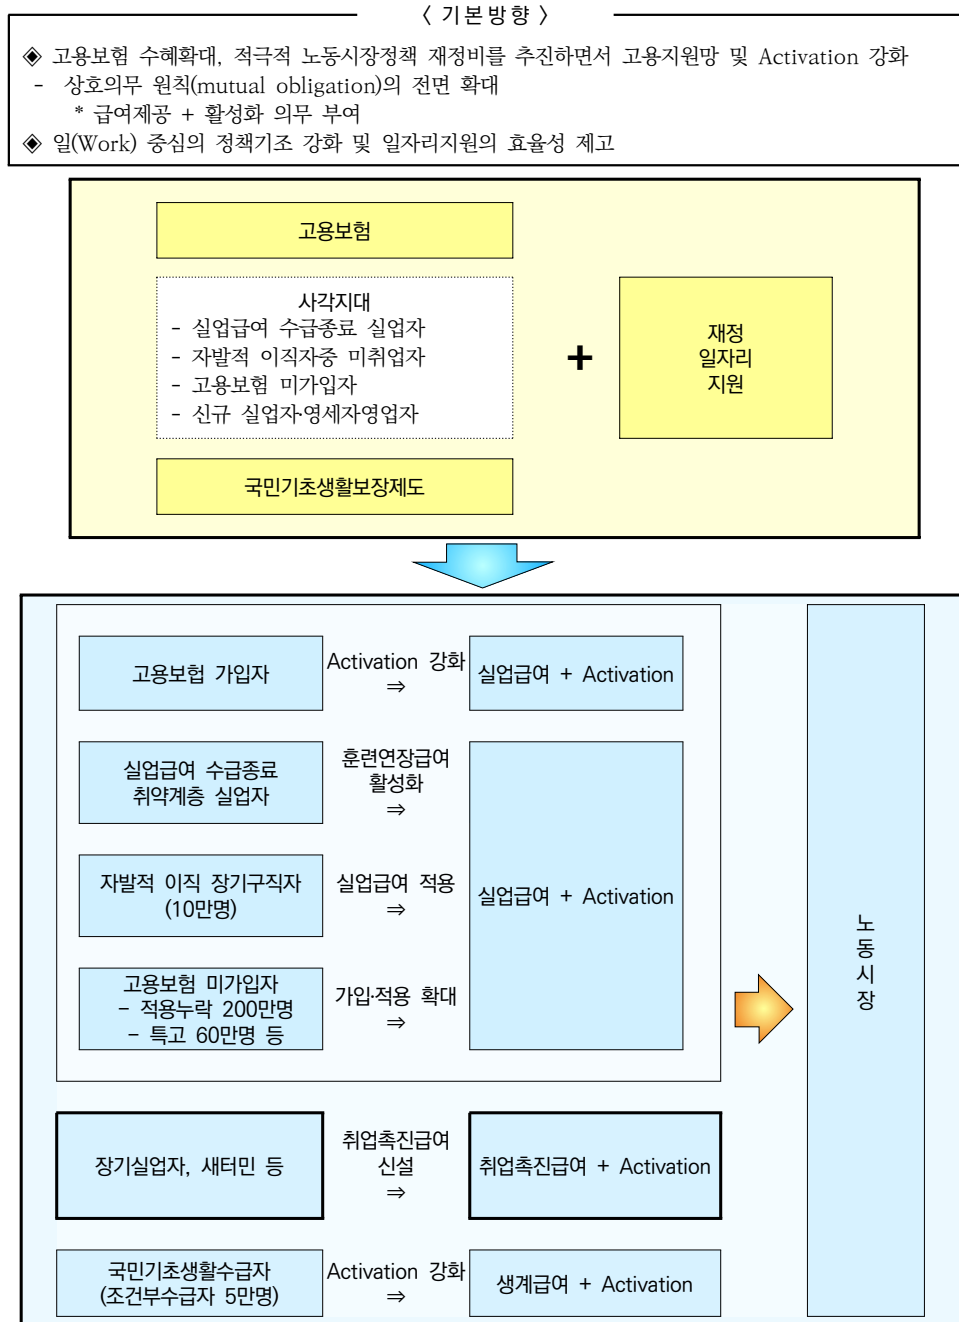 〈 기본방향 〉
◈ 고용보험 수혜확대, 적극적 노동시장정책 재정비를 추진하면서 고용지원망 및 Activation 강화
- 상호의무 원칙(mutual obligation)의 전면 확대
* 급여제공 + 활성화 의무 부여
◈ 일(Work) 중심의 정책기조 강화 및 일자리지원의 효율성 제고
고용보험
사각지대
- 실업급여 수급종료 실업자
- 자발적 이직자중 미취업자
- 고용보험 미가입자
- 신규 실업자·영세자영업자
국민기초생활보장제도
+
재정
일자리
지원
고용보헙 가입자
Activation 강화
⇒
실업급여 + Activation
실업급여 수급종료
취약계층 실업자
훈련연장급여
활성화
⇒
자발적 이직 장기구직자
(10만명)
실업급여 적용
⇒
실업급여 + Activation
고용보험 미가입자
- 적용누락 200만명
- 특고 60만명 등
가입·적용 확대
⇒
장기실업자, 새터민 등
취업촉진급여
신설
⇒
취업촉진급여 + Activation
국민기초생활수급자
(조건부수급자 5만명)
Activation 강화
⇒
생계급여 + Activation
노
동
시
장